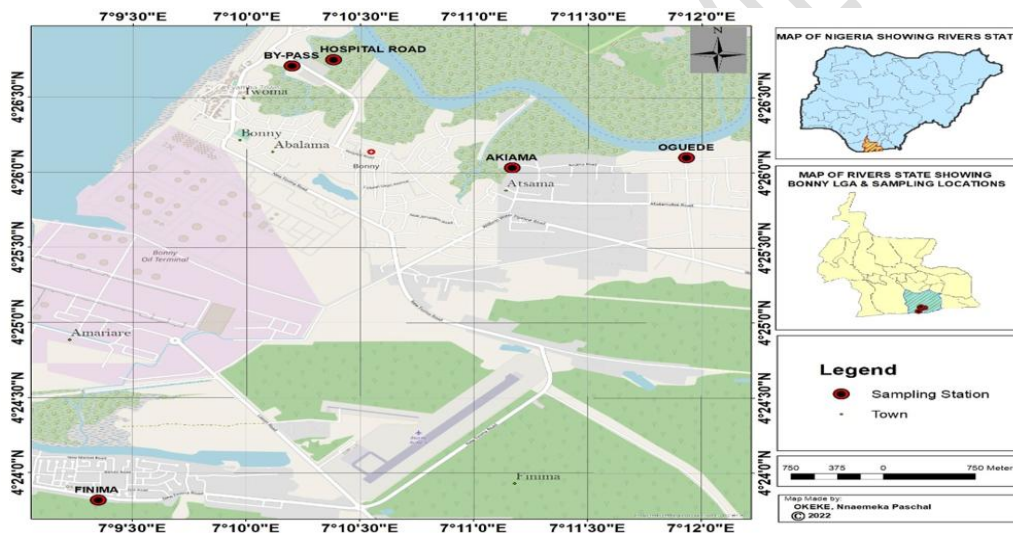 7°9'30"E 7°10'0"E 7°10'30"E 7°11'0"E 7°11'30"E 7°12'0"E
N
BY-PASS
HOSPITAL ROAD
4°26'30"N
4°26'30"N
Iwoma
Bonny
Abalama
Bonny
AKIAMA
OGUEDE
4°26'0"N
4°26'0"N
Atsama
4°25'30"N
4°25'30"N
Bonny
Oil Terminal
4°25'0"N
4°25'0"N
Amariare
4°24'30"N
4°24'30"N
4°24'0"N
4°24'0"N
Finima
FINIMA
7°9'30"E 7°10'0"E 7°10'30"E 7°11'0"E 7°11'30"E 7°12'0"E
MAP OF NIGERIA SHOWING RIVERS STAT
MAP OF RIVERS STATE SHOWING
BONNY LGA & SAMPLING LOCATIONS
Legend
Sampling Station
Town
750 375 0 750 Meter
Map Made by:
OKEKE, Nnaemeka Paschal
© 2022